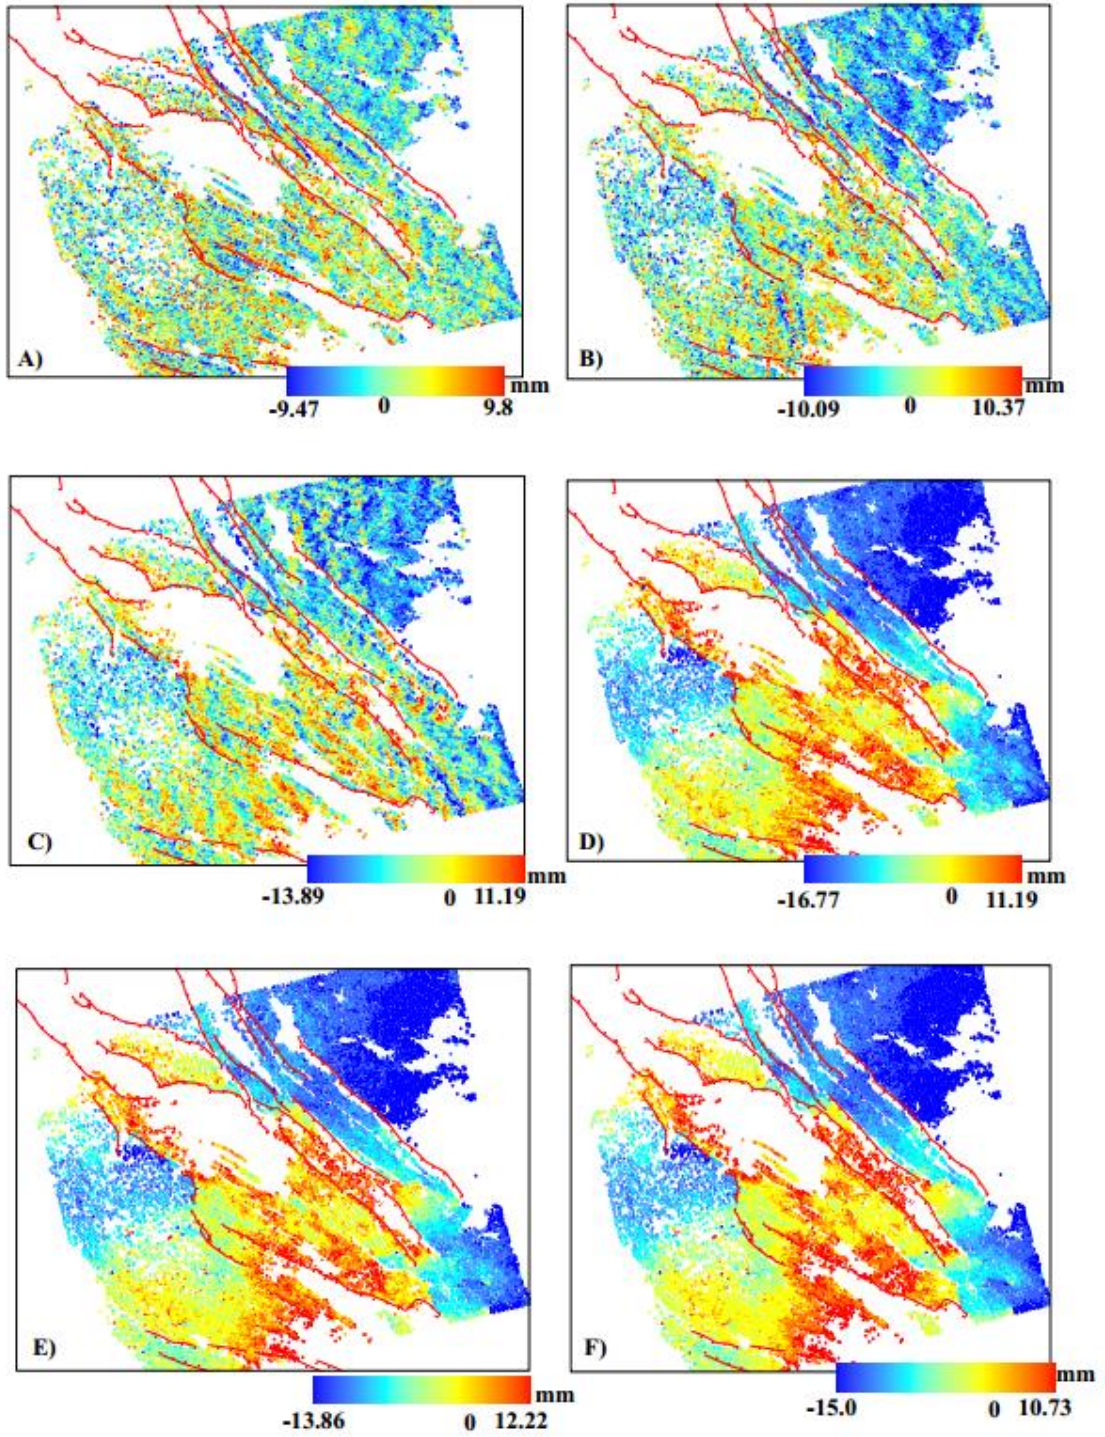 A)
mm
-9.47 0 9.8
B)
mm
-10.09 0 10.37
C)
mm
-13.89 0 11.19
D)
mm
-16.77 0 11.19
E)
mm
-13.86 0 12.22
F)
mm
-15.0 0 10.73